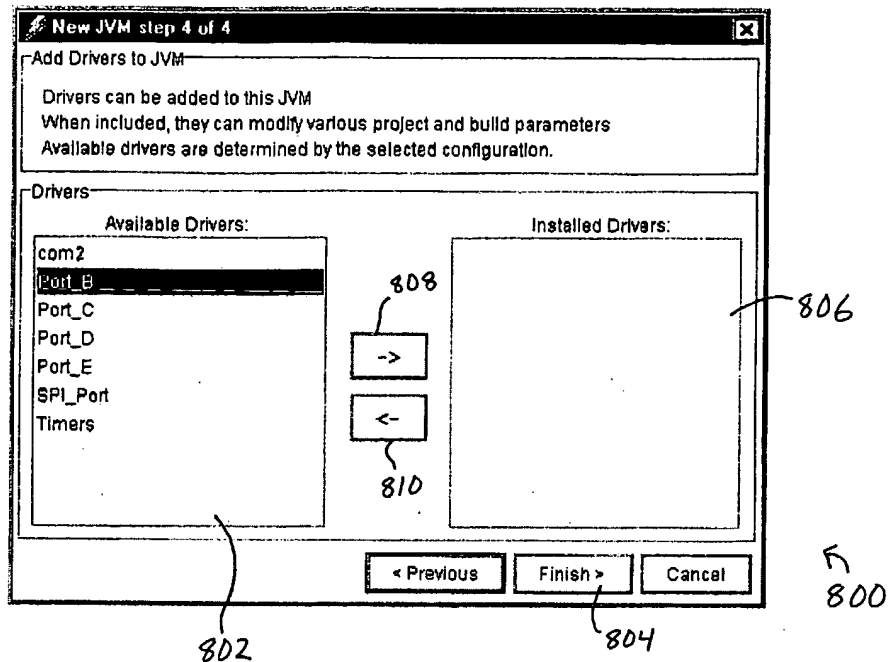 New JVM step 4 of 4
Add Drivers to JVM
Drivers can be added to this JVM
When included, they can modify various project and build parameters
Available drivers are determined by the selected configuration.
Drivers
Available Drivers:
Installed Drivers:
com2
Port_B
Port_C
Port_D
Port_E
SPI_Port
Timers
808
->
<-
810
806
< Previous
Finish >
Cancel
800
802
804